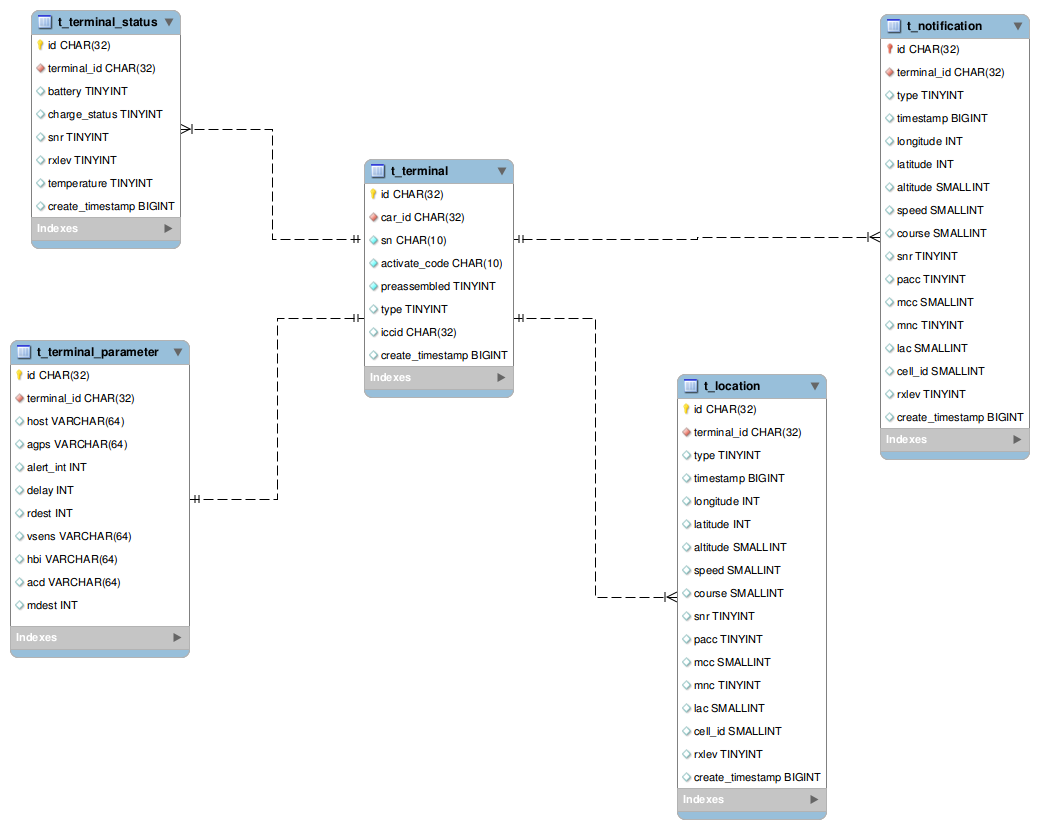 t_terminal_status
id CHAR(32)
terminal_id CHAR(32)
battery TINYINT
charge_status TINYINT
snr TINYINT
rxlev TINYINT
temperature TINYINT
create_timestamp BIGINT
Indexes
t_terminal_parameter
id CHAR(32)
terminal_id CHAR(32)
host VARCHAR(64)
agps VARCHAR(64)
alert_int INT
delay INT
rdest INT
vsens VARCHAR(64)
hbi VARCHAR(64)
acd VARCHAR(64)
mdest INT
Indexes
t_terminal
id CHAR(32)
car_id CHAR(32)
sn CHAR(10)
activate_code CHAR(10)
preassembled TINYINT
type TINYINT
iccid CHAR(32)
create_timestamp BIGINT
Indexes
t_location
id CHAR(32)
terminal_id CHAR(32)
type TINYINT
timestamp BIGINT
longitude INT
latitude INT
altitude SMALLINT
speed SMALLINT
course SMALLINT
snr TINYINT
pacc TINYINT
mcc SMALLINT
mnc TINYINT
lac SMALLINT
cell_id SMALLINT
rxlev TINYINT
create_timestamp BIGINT
Indexes
t_notification
id CHAR(32)
terminal_id CHAR(32)
type TINYINT
timestamp BIGINT
longitude INT
latitude INT
altitude SMALLINT
speed SMALLINT
course SMALLINT
snr TINYINT
pacc TINYINT
mcc SMALLINT
mnc TINYINT
lac SMALLINT
cell_id SMALLINT
rxlev TINYINT
create_timestamp BIGINT
Indexes